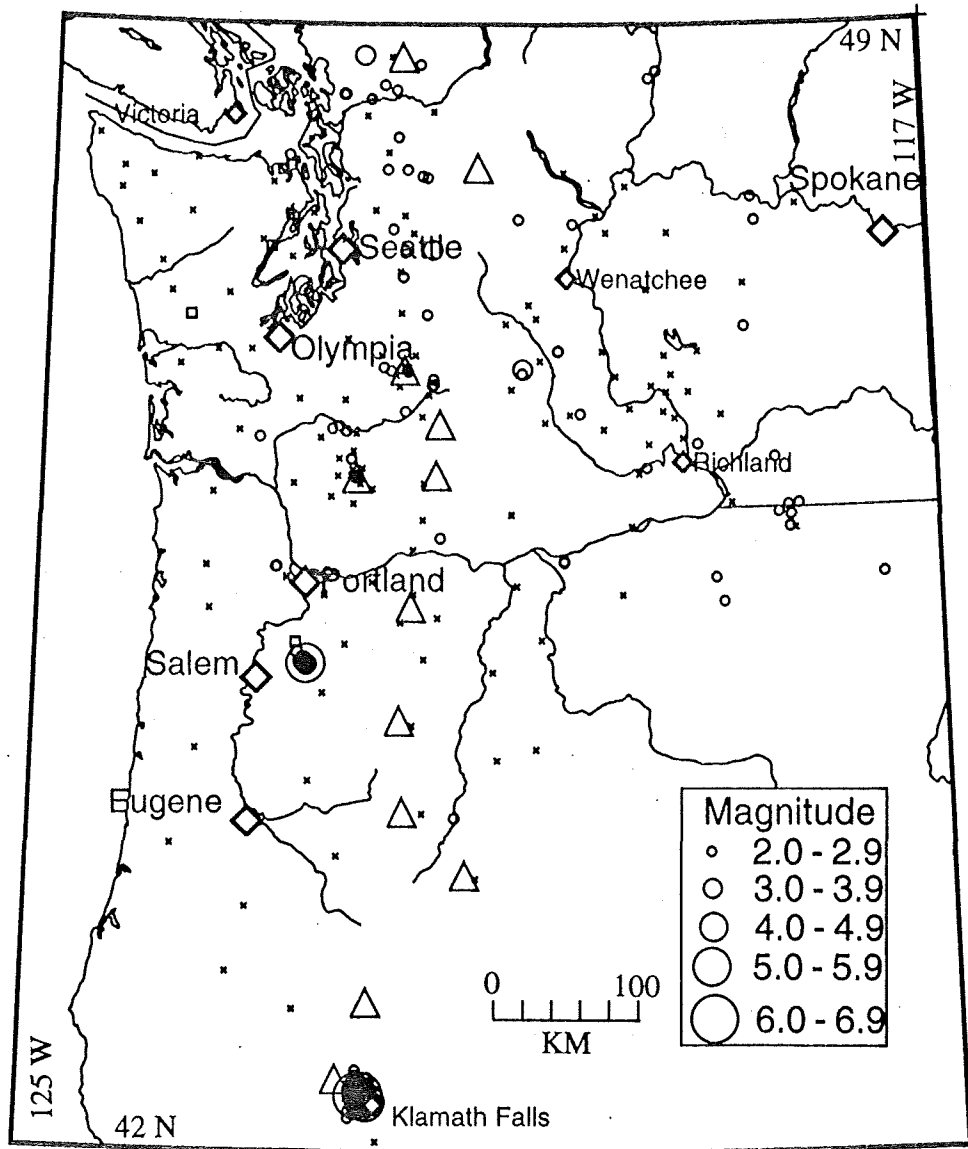 49 N
117 W
Victoria
Spokane
Seattle
Wenatchee
Olympia
Richland
Portland
Salem
Eugene
Magnitude
2.0 - 2.9
3.0 - 3.9
4.0 - 4.9
5.0 - 5.9
6.0 - 6.9
0 100
KM
125 W
42 N
Klamath Falls